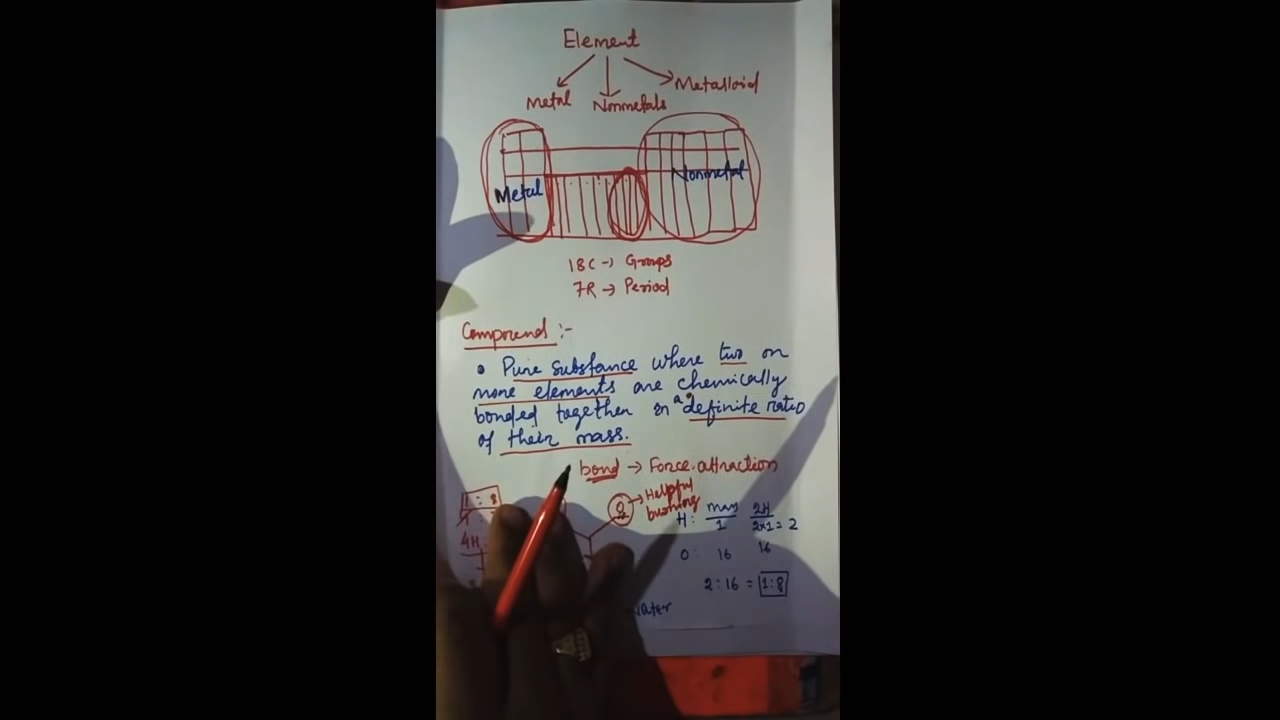 Element
Metal Nonmetals Metalloid
Metal Nonmetal
18C → Groups
7R → Period
Compound :-
• Pure substance where two or
more elements are chemically
bonded together in a definite ratio
of their mass.
bond → Force.attraction
1 : 8
O → Helpful
burning
mass 2H
H : 1 2x1 = 2
4H
O : 16 16
2 : 16 = 1:8
water